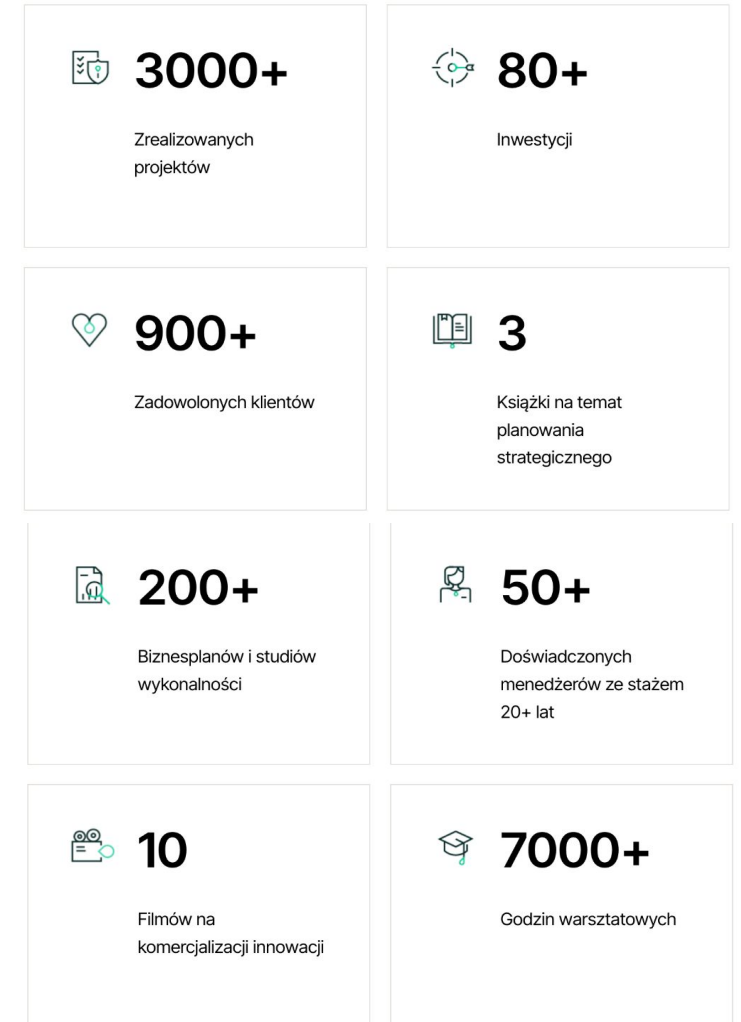 3000+
Zrealizowanych
projektów
80+
Inwestycji
900+
Zadowolonych klientów
3
Książki na temat
planowania
strategicznego
200+
Biznesplanów i studiów
wykonalności
50+
Doświadczonych
menedżerów ze stażem
20+ lat
10
Filmów na
komercjalizacji innowacji
7000+
Godzin warsztatowych